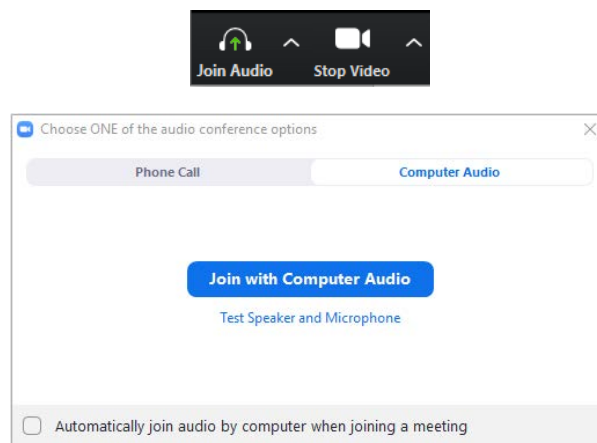 Join Audio Stop Video
Choose ONE of the audio conference options
Phone Call Computer Audio
Join with Computer Audio
Test Speaker and Microphone
Automatically join audio by computer when joining a meeting